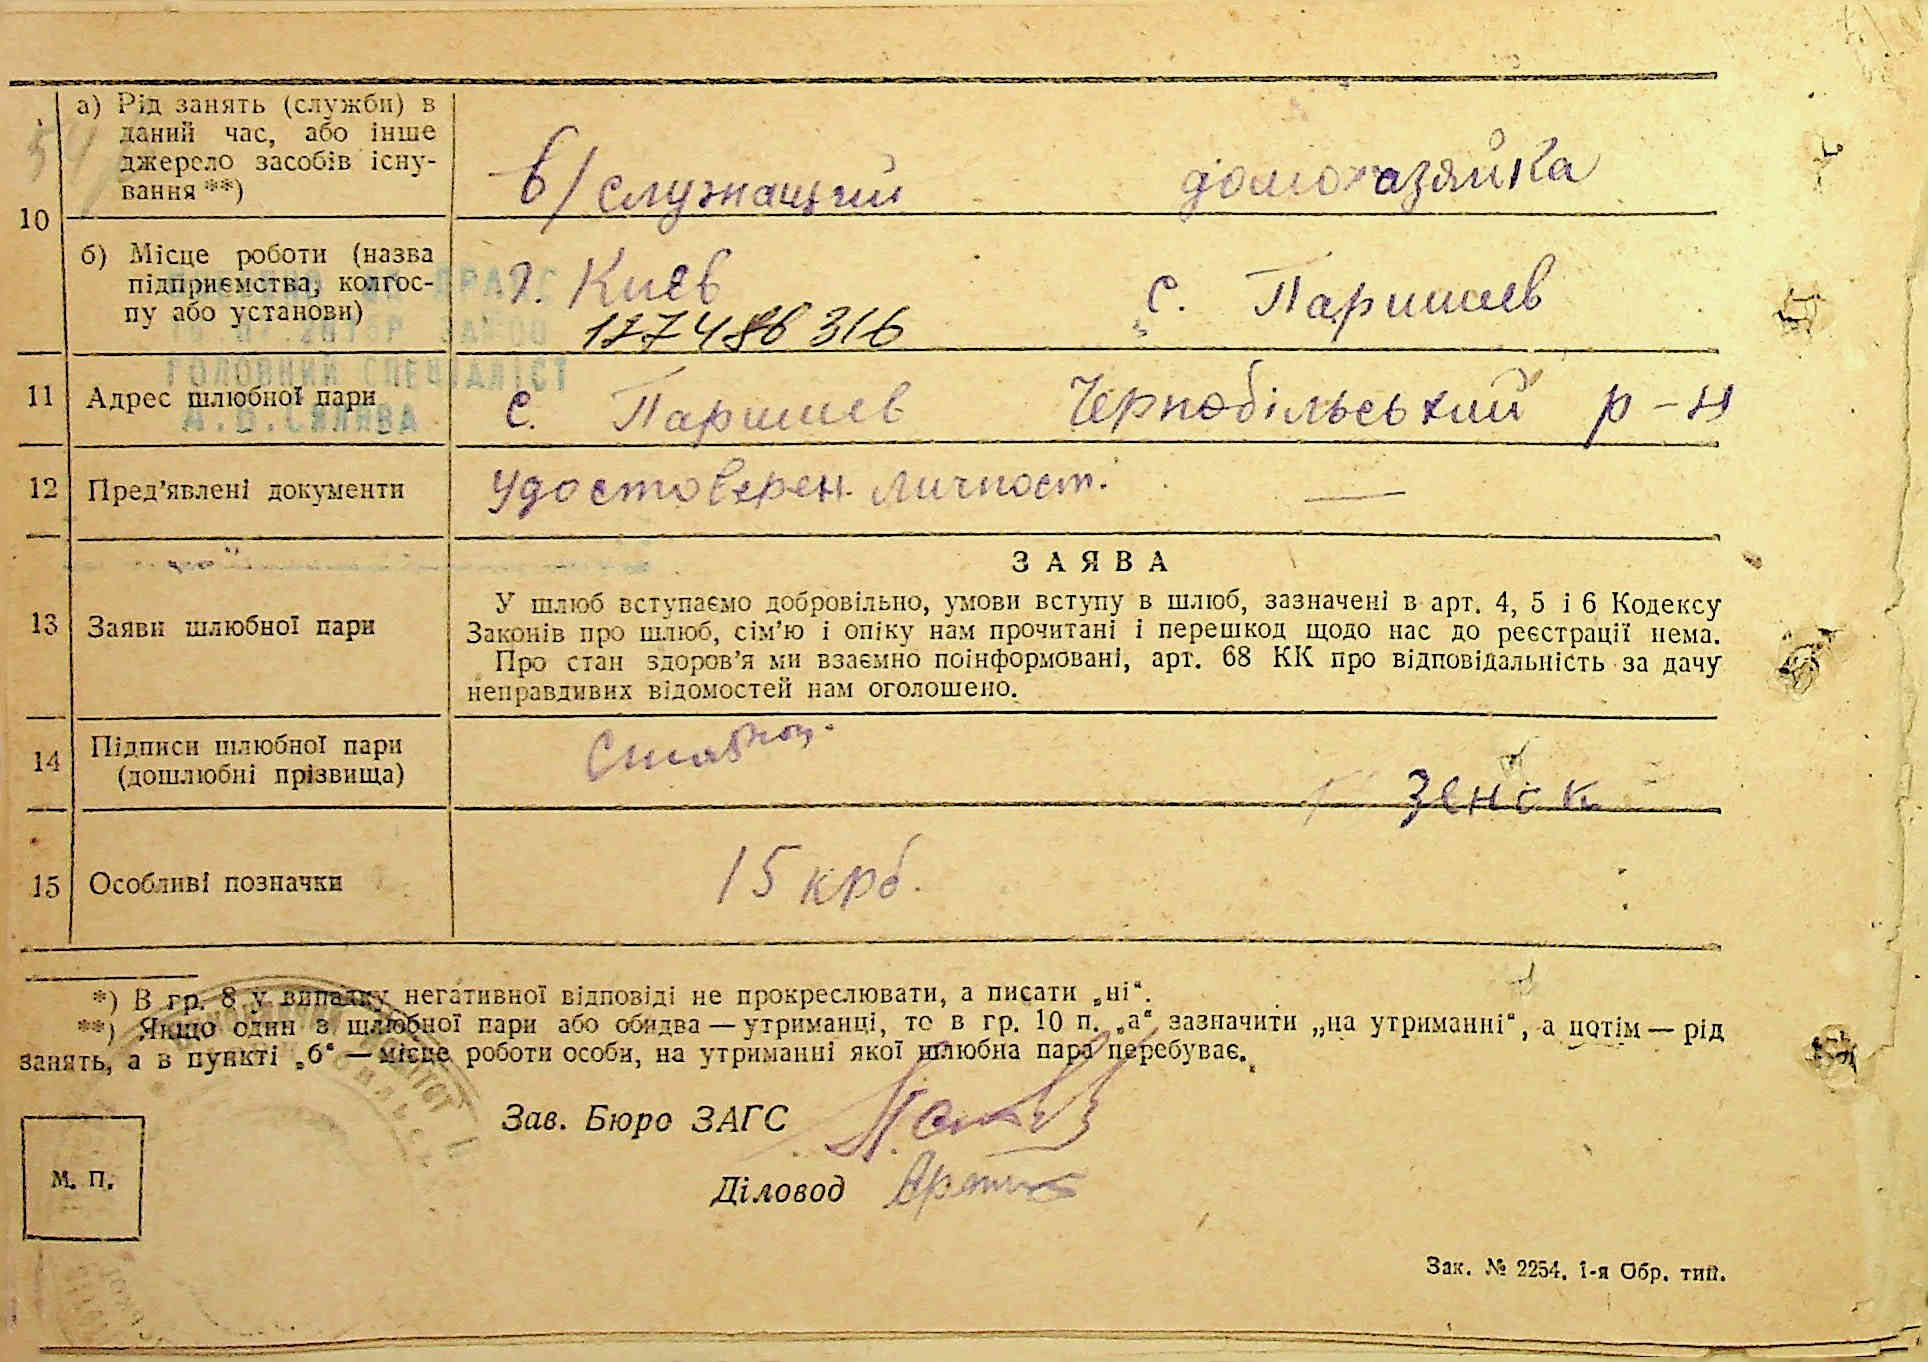 10
а) Рід занять (служби) в
даний час, або інше
джерело засобів існу-
вання **)
в/служащий домохазяйка
б) Місце роботи (назва
підприємства, колгос-
пу або установи)
г. Киев с. Паришев
127486316
ГОЛОВНИЙ СПЕЦІАЛІСТ
11 Адрес шлюбної пари с. Паришев Чернобільський р-н
12 Пред'явлені документи Удостоверен. личност. —
ЗАЯВА
13 Заяви шлюбної пари
У шлюб вступаємо добровільно, умови вступу в шлюб, зазначені в арт. 4, 5 і 6 Кодексу
Законів про шлюб, сім'ю і опіку нам прочитані і перешкод щодо нас до реєстрації нема.
Про стан здоров'я ми взаємно поінформовані, арт. 68 КК про відповідальність за дачу
неправдивих відомостей нам оголошено.
14 Підписи шлюбної пари
(дошлюбні прізвища)
Зенок
15 Особливі позначки 15 крб.
*) В гр. 8 у випадку негативної відповіді не прокреслювати, а писати „ні“.
**) Якщо один з шлюбної пари або обидва — утриманці, то в гр. 10 п. „а“ зазначити „на утриманні“, а потім — рід
занять, а в пункті „б“ — місце роботи особи, на утриманні якої шлюбна пара перебуває.
Зав. Бюро ЗАГС
Діловод
М. П.
Зак. № 2254. 1-я Обр. тип.